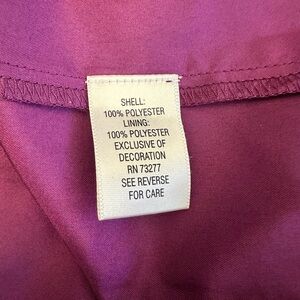 SHELL:
100% POLYESTER
LINING:
100% POLYESTER
EXCLUSIVE OF
DECORATION
RN 73277
SEE REVERSE
FOR CARE